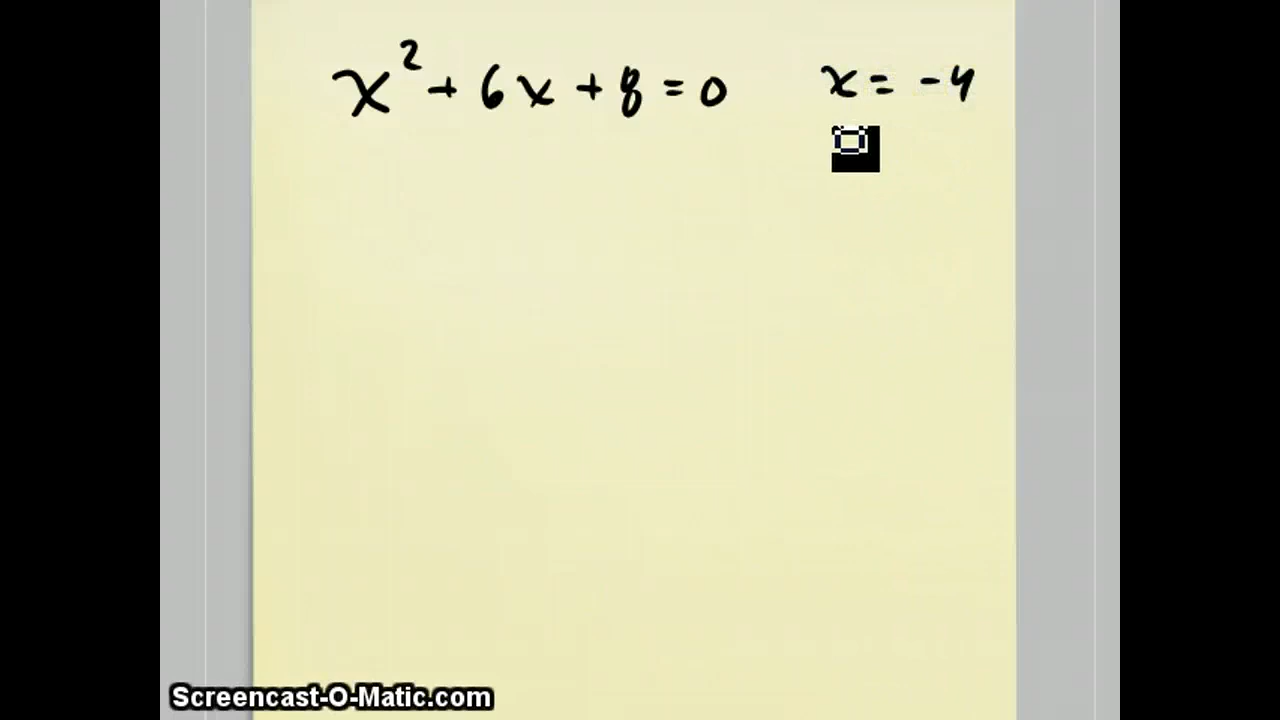 x² + 6x + 8 = 0 x = -4
Screencast-O-Matic.com